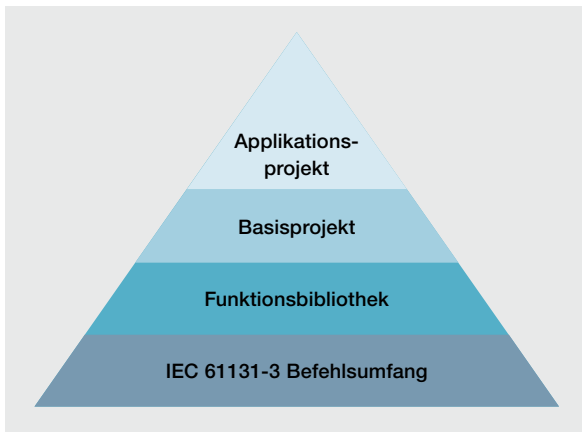 Applikations-
projekt
Basisprojekt
Funktionsbibliothek
IEC 61131-3 Befehlsumfang